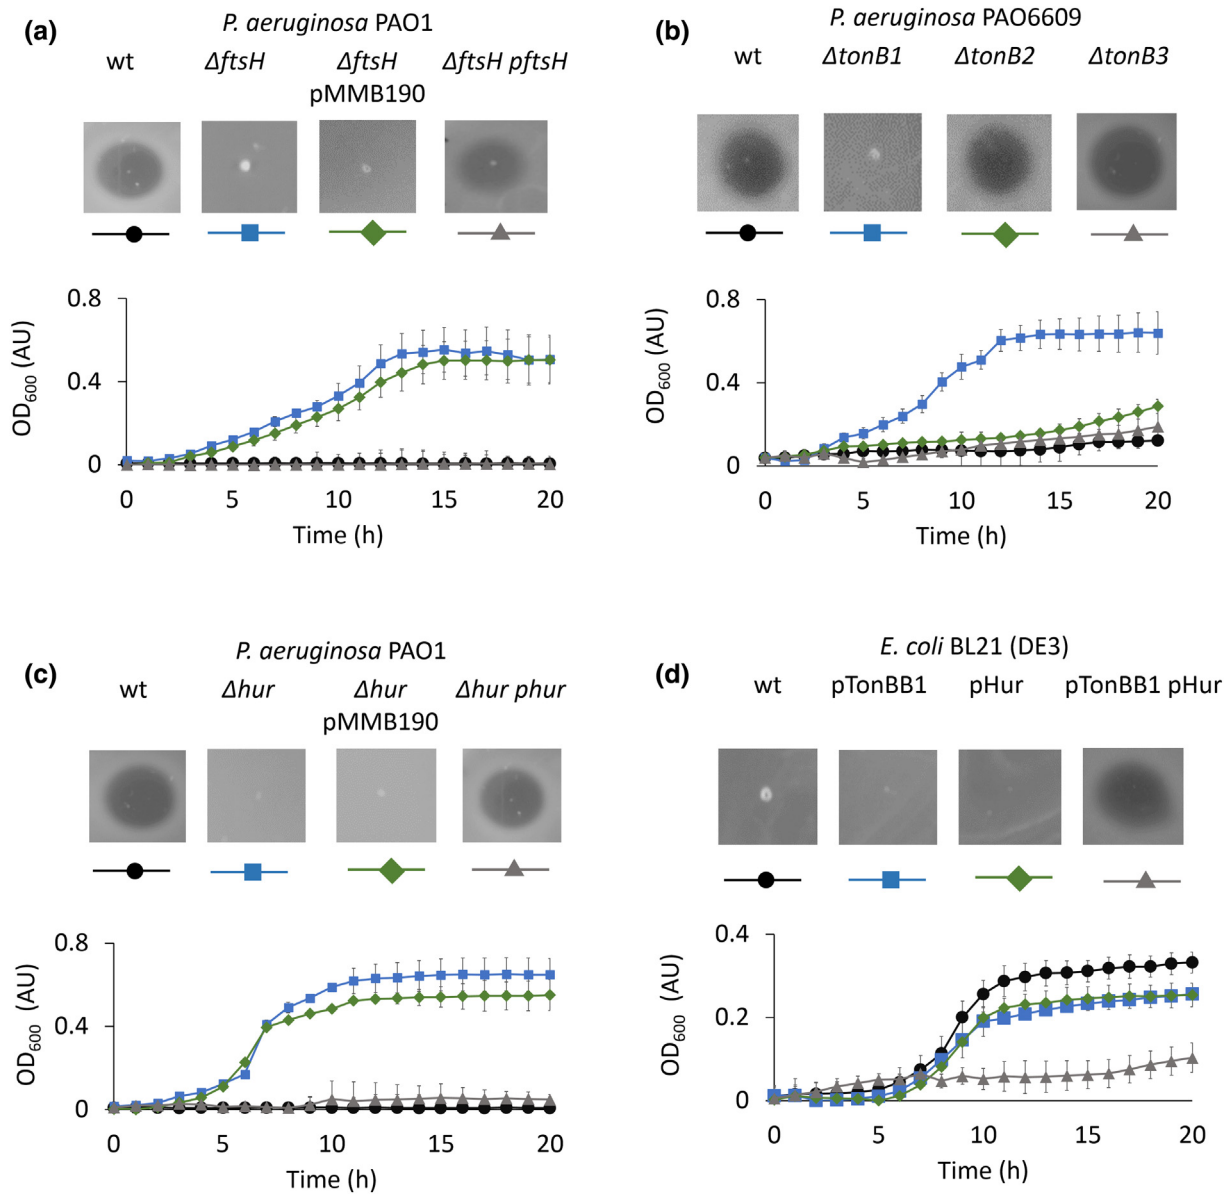 (a)
P. aeruginosa PAO1
wt ΔftsH ΔftsH ΔftsH pftsH
pMMB190
0.8
0.4
0
OD600 (AU)
0 5 10 15 20
Time (h)
(b)
P. aeruginosa PAO6609
wt ΔtonB1 ΔtonB2 ΔtonB3
0.8
0.4
0
OD600 (AU)
0 5 10 15 20
Time (h)
(c)
P. aeruginosa PAO1
wt Δhur Δhur Δhur phur
pMMB190
0.8
0.4
0
OD600 (AU)
0 5 10 15 20
Time (h)
(d)
E. coli BL21 (DE3)
wt pTonBB1 pHur pTonBB1 pHur
0.4
0.2
0
OD600 (AU)
0 5 10 15 20
Time (h)